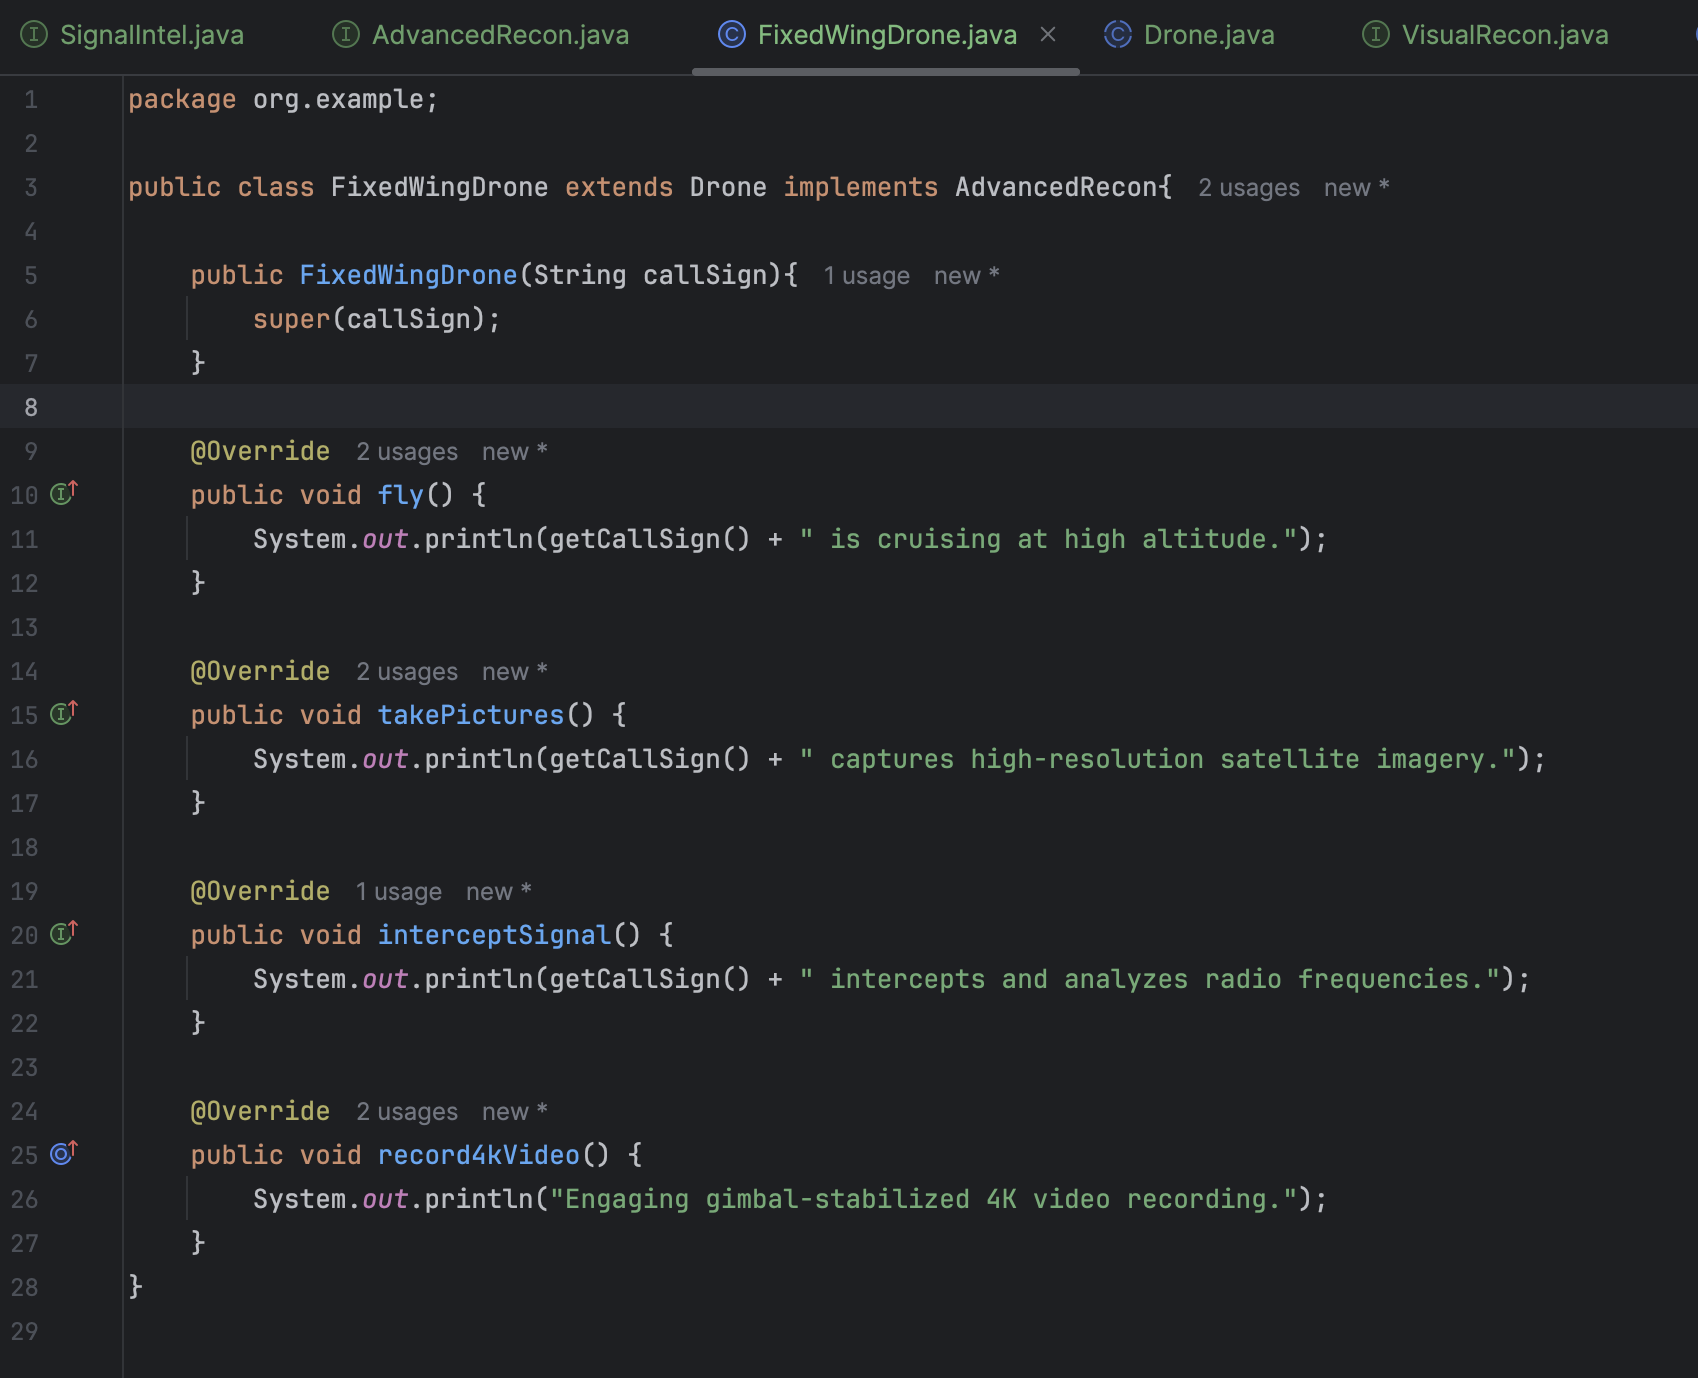 SignalIntel.java AdvancedRecon.java FixedWingDrone.java Drone.java VisualRecon.java
1 package org.example;
2
3 public class FixedWingDrone extends Drone implements AdvancedRecon{ 2 usages new *
4
5 public FixedWingDrone(String callSign){ 1 usage new *
6 super(callSign);
7 }
8
9 @Override 2 usages new *
10 public void fly() {
11 System.out.println(getCallSign() + " is cruising at high altitude.");
12 }
13
14 @Override 2 usages new *
15 public void takePictures() {
16 System.out.println(getCallSign() + " captures high-resolution satellite imagery.");
17 }
18
19 @Override 1 usage new *
20 public void interceptSignal() {
21 System.out.println(getCallSign() + " intercepts and analyzes radio frequencies.");
22 }
23
24 @Override 2 usages new *
25 public void record4kVideo() {
26 System.out.println("Engaging gimbal-stabilized 4K video recording.");
27 }
28 }
29